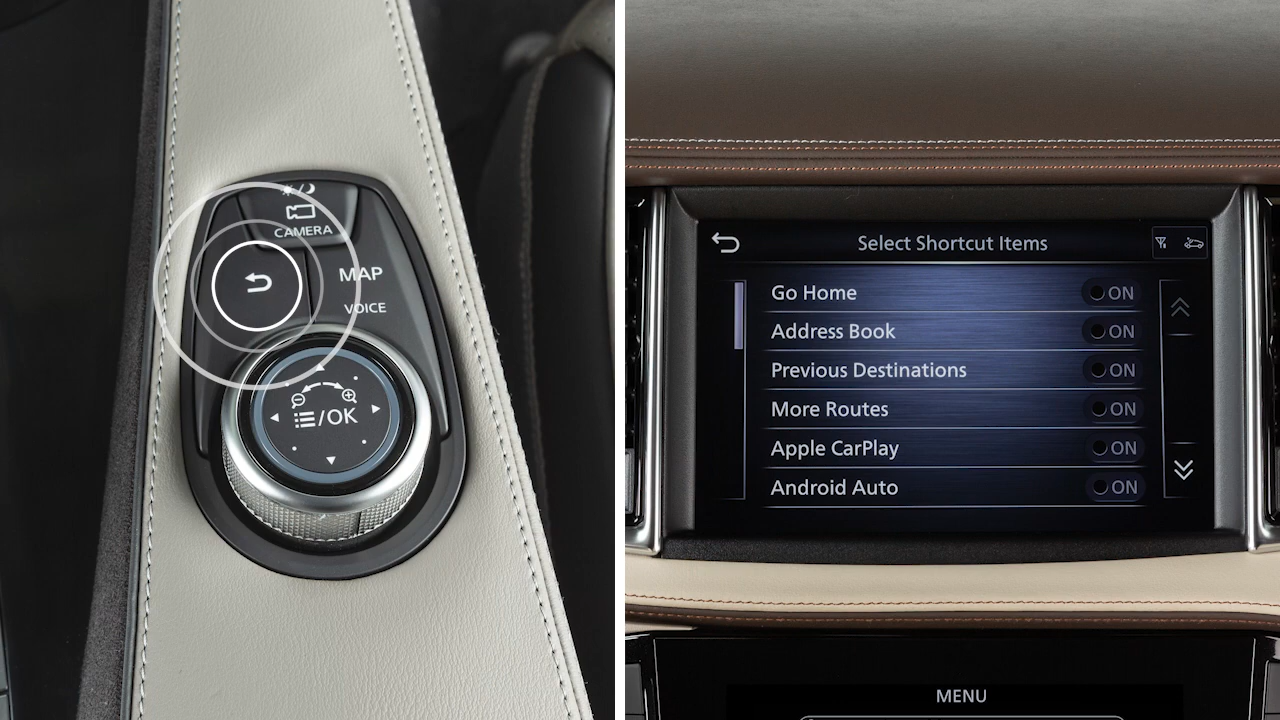 CAMERA
MAP
VOICE
/OK
Select Shortcut Items
Go Home ON
Address Book ON
Previous Destinations ON
More Routes ON
Apple CarPlay ON
Android Auto ON
MENU